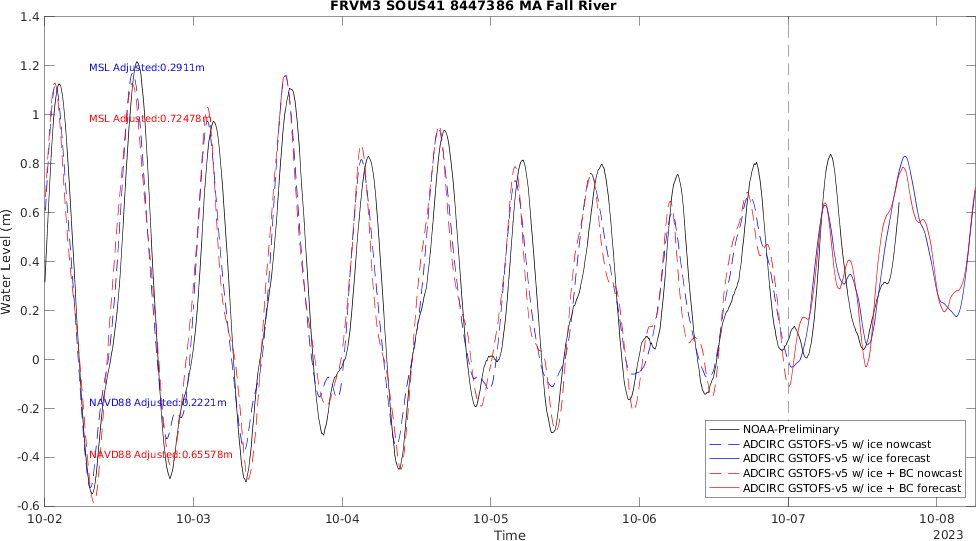 FRVM3 SOUS41 8447386 MA Fall River
1.4
1.2
1
0.8
0.6
0.4
0.2
0
-0.2
-0.4
-0.6
Water Level (m)
MSL Adjusted:0.2911m
MSL Adjusted:0.72478m
NAVD88 Adjusted:0.2221m
NAVD88 Adjusted:0.65578m
NOAA-Preliminary
ADCIRC GSTOFS-v5 w/ ice nowcast
ADCIRC GSTOFS-v5 w/ ice forecast
ADCIRC GSTOFS-v5 w/ ice + BC nowcast
ADCIRC GSTOFS-v5 w/ ice + BC forecast
10-02 10-03 10-04 10-05 10-06 10-07 10-08
2023
Time